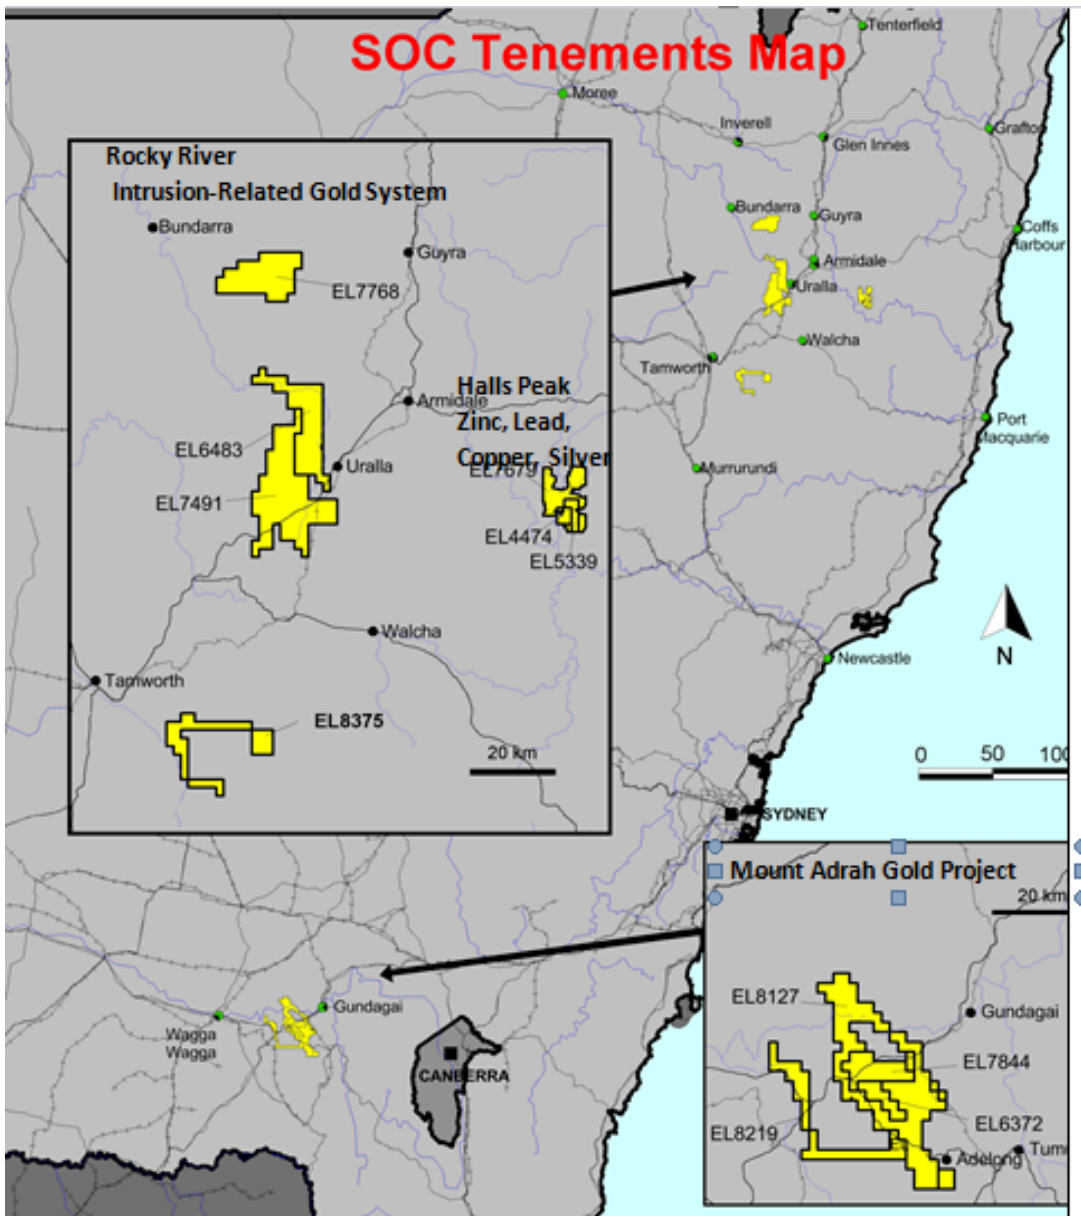 SOC Tenements Map
Tenterfield
Moree
Inverell
Glen Innes
Grafton
Bundarra
Guyra
Coffs
Harbour
Armidale
Uralla
Walcha
Tamworth
Port
Macquarie
Murrurundi
Newcastle
N
0 50 100
SYDNEY
Gundagai
Wagga
Wagga
CANBERRA
Rocky River
Intrusion-Related Gold System
Bundarra
Guyra
EL7768
Armidale
Halls Peak
Zinc, Lead,
Copper, Silver
EL6483
Uralla
EL7679
EL7491
EL4474
EL5339
Walcha
Tamworth
EL8375
20 km
Mount Adrah Gold Project
20 km
EL8127
Gundagai
EL7844
EL6372
EL8219
Adelong